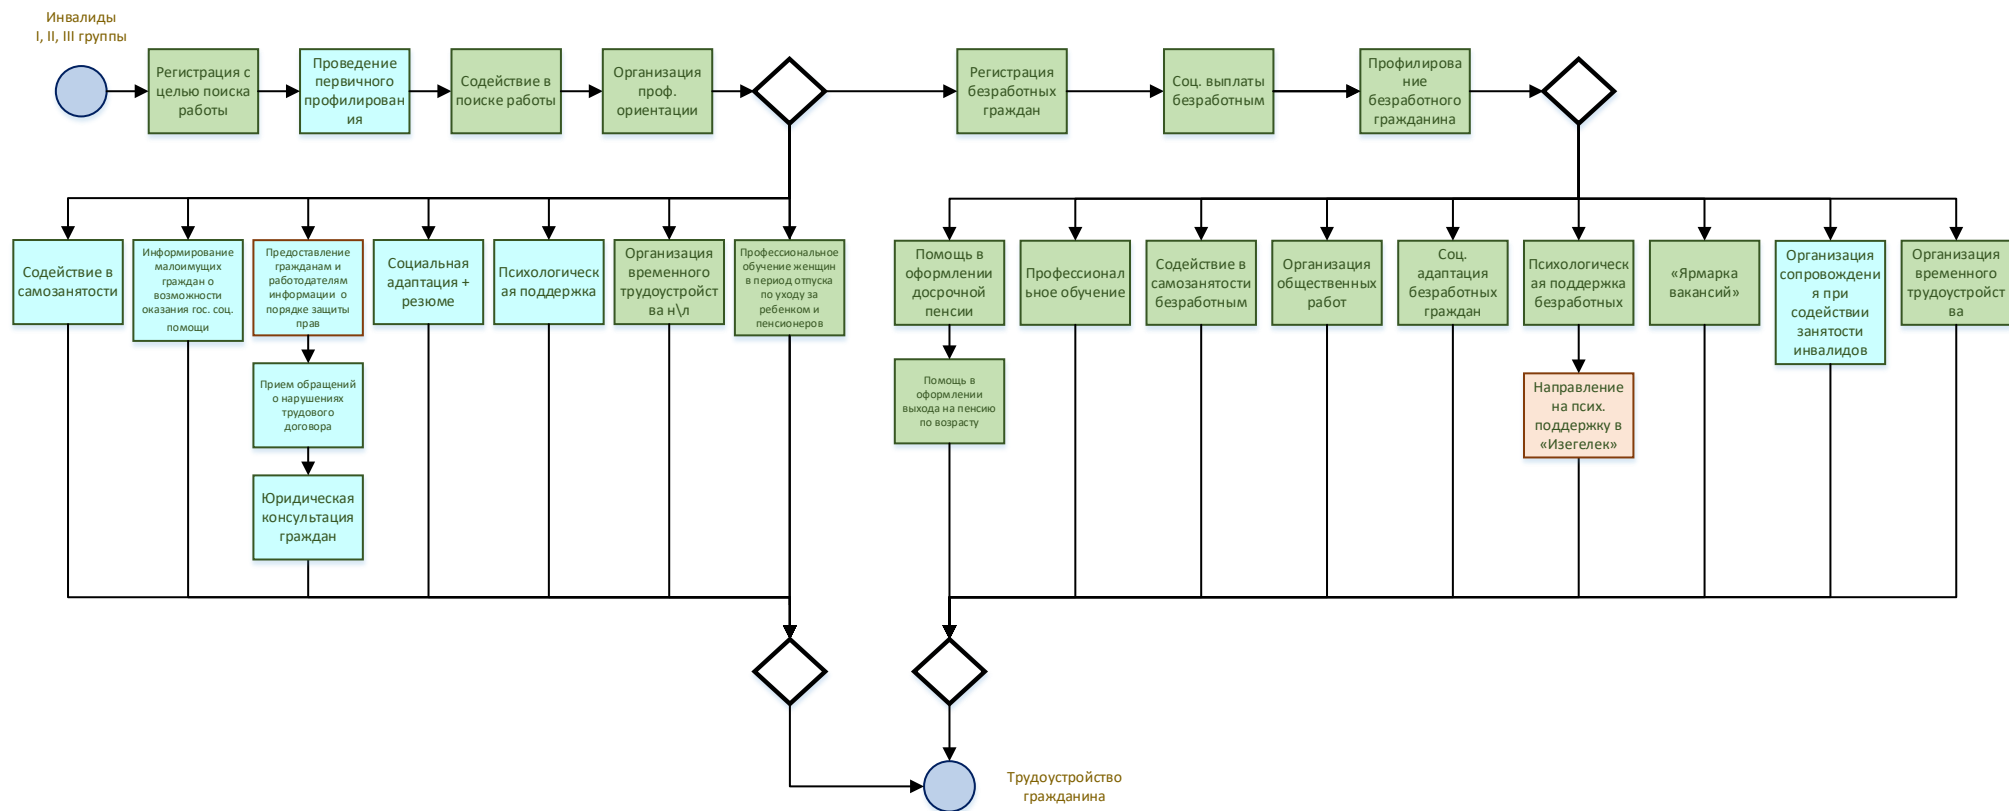 Инвалиды
I, II, III группы
Регистрация с
целью поиска
работы
Проведение
первичного
профилирован
ия
Содействие в
поиске работы
Организация
проф.
ориентации
Регистрация
безработных
граждан
Соц. выплаты
безработным
Профилирова
ние
безработного
гражданина
Содействие в
самозанятости
Информирование
малоимущих
граждан о
возможности
оказания гос. соц.
помощи
Предоставление
гражданам и
работодателям
информации о
порядке защиты
прав
Социальная
адаптация +
резюме
Психологическ
ая поддержка
Организация
временного
трудоустройст
ва н\л
Профессиональное
обучение женщин
в период отпуска
по уходу за
ребенком и
пенсионеров
Помощь в
оформлении
досрочной
пенсии
Профессионал
ьное обучение
Содействие в
самозанятости
безработным
Организация
общественных
работ
Соц.
адаптация
безработных
граждан
Психологическ
ая поддержка
безработных
«Ярмарка
вакансий»
Организация
сопровождени
я при
содействии
занятости
инвалидов
Организация
временного
трудоустройст
ва
Прием обращений
о нарушениях
трудового
договора
Помощь в
оформлении
выхода на пенсию
по возрасту
Направление
на псих.
поддержку в
«Изегелек»
Юридическая
консультация
граждан
Трудоустройство
гражданина